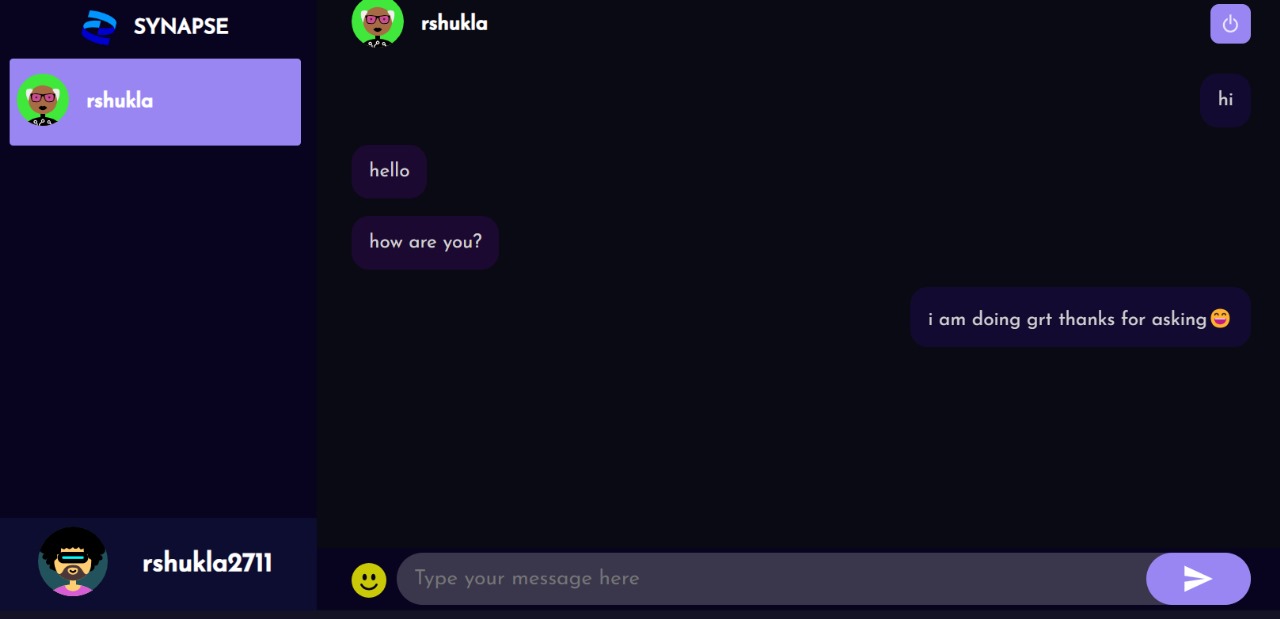 SYNAPSE
rshukla
rshukla2711
rshukla
hi
hello
how are you?
i am doing grt thanks for asking😄
Type your message here